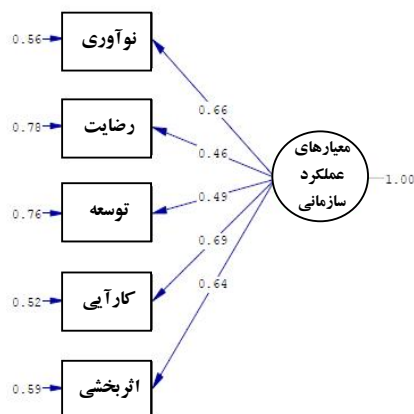 0.56
نوآوری
0.66
0.78
رضایت
0.46
معیارهای
عملکرد
سازمانی
1.00
0.76
توسعه
0.49
0.52
کارآیی
0.69
0.59
اثربخشی
0.64